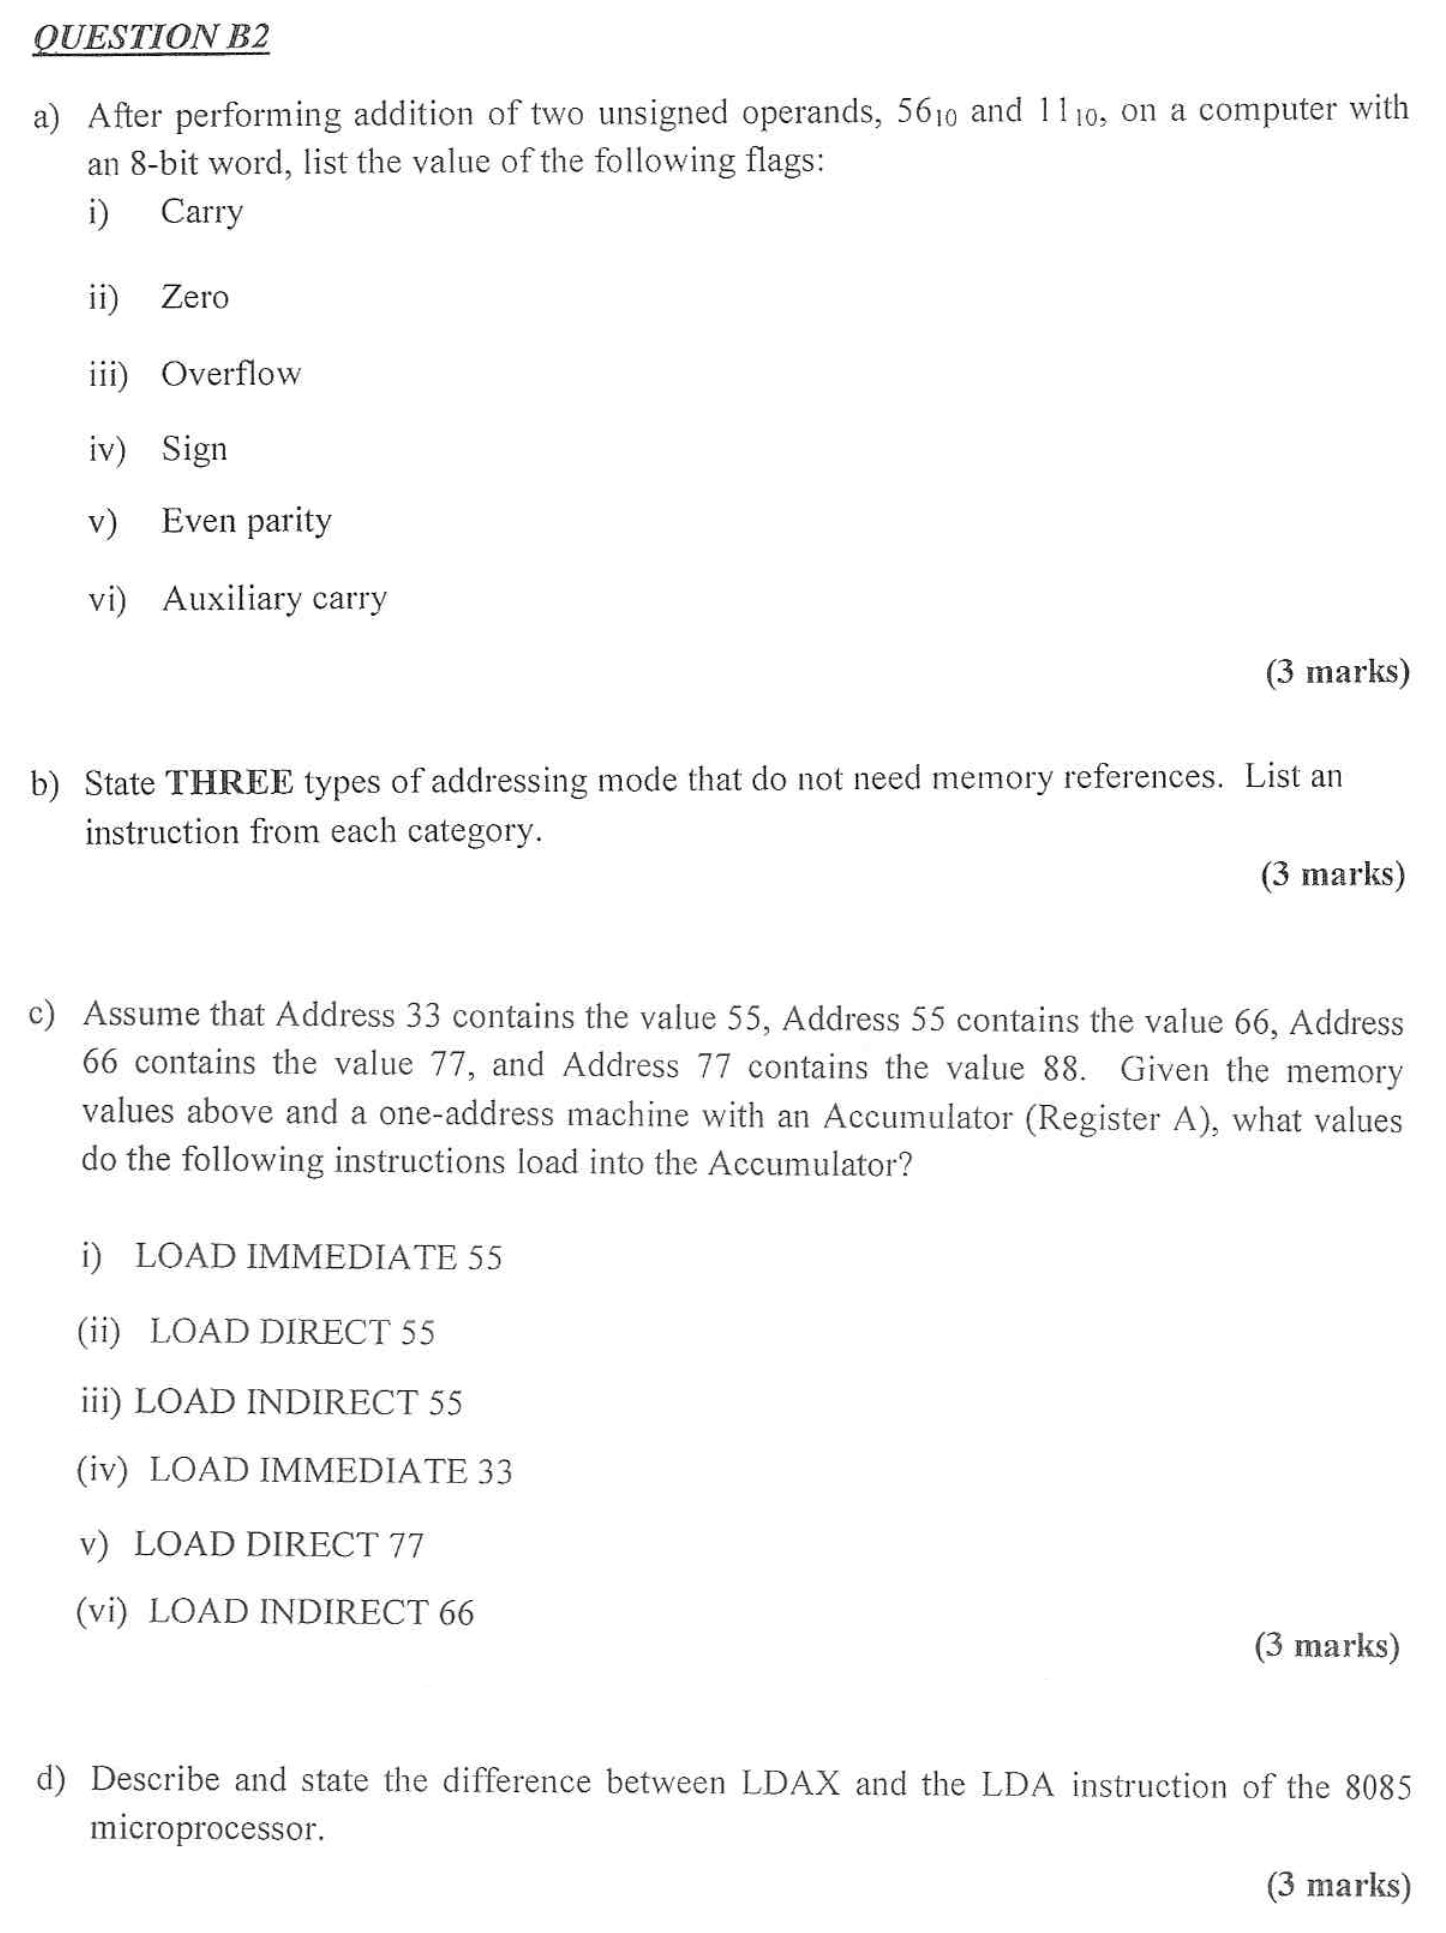 QUESTION B2
a) After performing addition of two unsigned operands, 56₁₀ and 11₁₀, on a computer with
an 8-bit word, list the value of the following flags:
i) Carry
ii) Zero
iii) Overflow
iv) Sign
v) Even parity
vi) Auxiliary carry
(3 marks)
b) State THREE types of addressing mode that do not need memory references. List an
instruction from each category.
(3 marks)
c) Assume that Address 33 contains the value 55, Address 55 contains the value 66, Address
66 contains the value 77, and Address 77 contains the value 88. Given the memory
values above and a one-address machine with an Accumulator (Register A), what values
do the following instructions load into the Accumulator?
i) LOAD IMMEDIATE 55
(ii) LOAD DIRECT 55
iii) LOAD INDIRECT 55
(iv) LOAD IMMEDIATE 33
v) LOAD DIRECT 77
(vi) LOAD INDIRECT 66
(3 marks)
d) Describe and state the difference between LDAX and the LDA instruction of the 8085
microprocessor.
(3 marks)